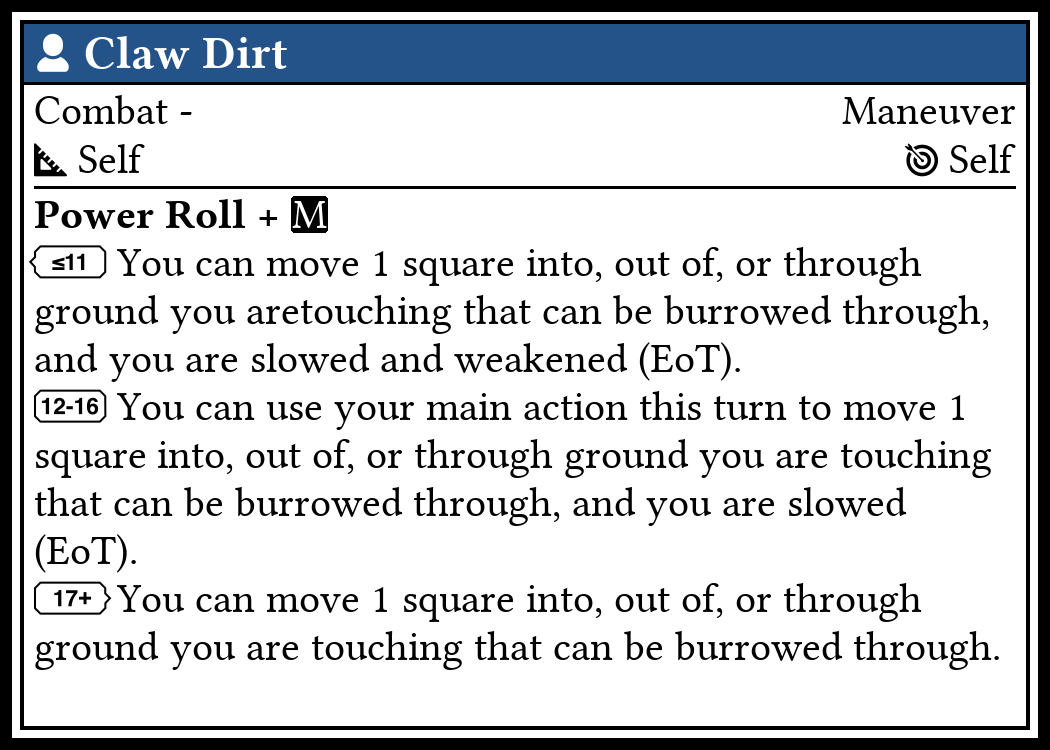 Claw Dirt
Combat - Maneuver
Self Self
Power Roll + M
≤11 You can move 1 square into, out of, or through
ground you aretouching that can be burrowed through,
and you are slowed and weakened (EoT).
12-16 You can use your main action this turn to move 1
square into, out of, or through ground you are touching
that can be burrowed through, and you are slowed
(EoT).
17+ You can move 1 square into, out of, or through
ground you are touching that can be burrowed through.